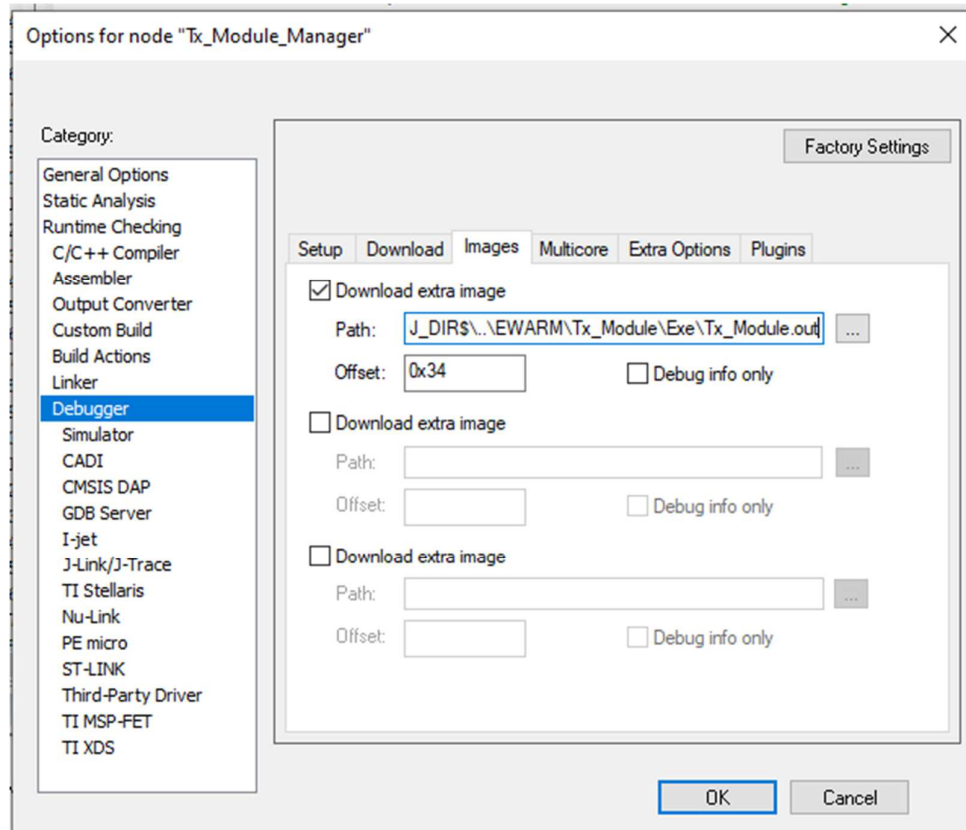 Options for node "Tx_Module_Manager"
Category:
General Options
Static Analysis
Runtime Checking
C/C++ Compiler
Assembler
Output Converter
Custom Build
Build Actions
Linker
Debugger
Simulator
CADI
CMSIS DAP
GDB Server
I-jet
J-Link/J-Trace
TI Stellaris
Nu-Link
PE micro
ST-LINK
Third-Party Driver
TI MSP-FET
TI XDS
Factory Settings
Setup Download Images Multicore Extra Options Plugins
Download extra image
Path: J_DIR$\..\EWARM\Tx_Module\Exe\Tx_Module.out ...
Offset: 0x34 Debug info only
Download extra image
Path: ...
Offset: Debug info only
Download extra image
Path: ...
Offset: Debug info only
OK Cancel